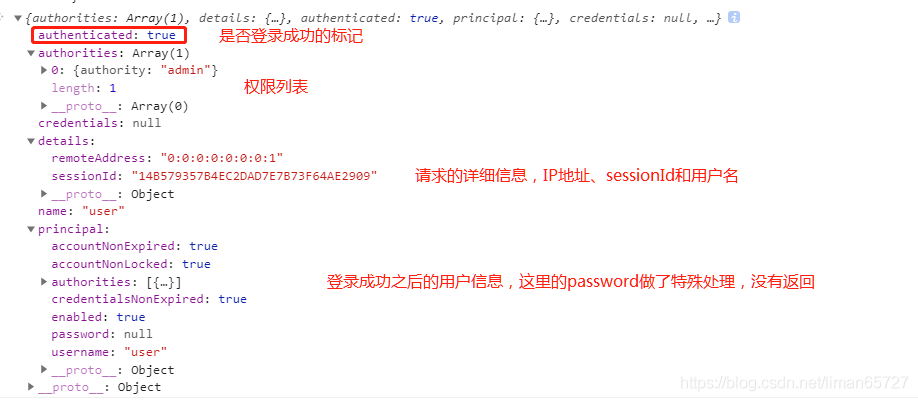 {authorities: Array(1), details: {…}, authenticated: true, principal: {…}, credentials: null, …}
authenticated: true 是否登录成功的标记
authorities: Array(1)
0: {authority: "admin"}
length: 1 权限列表
__proto__: Array(0)
credentials: null
details:
remoteAddress: "0:0:0:0:0:0:0:1"
sessionId: "14B579357B4EC2DAD7E7B73F64AE2909" 请求的详细信息，IP地址、sessionId和用户名
__proto__: Object
name: "user"
principal:
accountNonExpired: true
accountNonLocked: true
authorities: [{…}] 登录成功之后的用户信息，这里的password做了特殊处理，没有返回
credentialsNonExpired: true
enabled: true
password: null
username: "user"
__proto__: Object
__proto__: Object
https://blog.csdn.net/liman65727